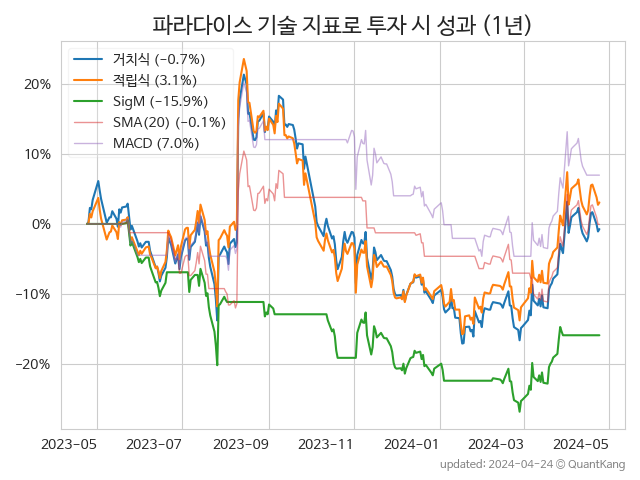 파라다이스 기술 지표로 투자 시 성과 (1년)
거치식 (−0.7%)
적립식 (3.1%)
SigM (−15.9%)
SMA(20) (−0.1%)
MACD (7.0%)
20%
10%
0%
−10%
−20%
2023−05 2023−07 2023−09 2023−11 2024−01 2024−03 2024−05
updated: 2024−04−24 @ QuantKang